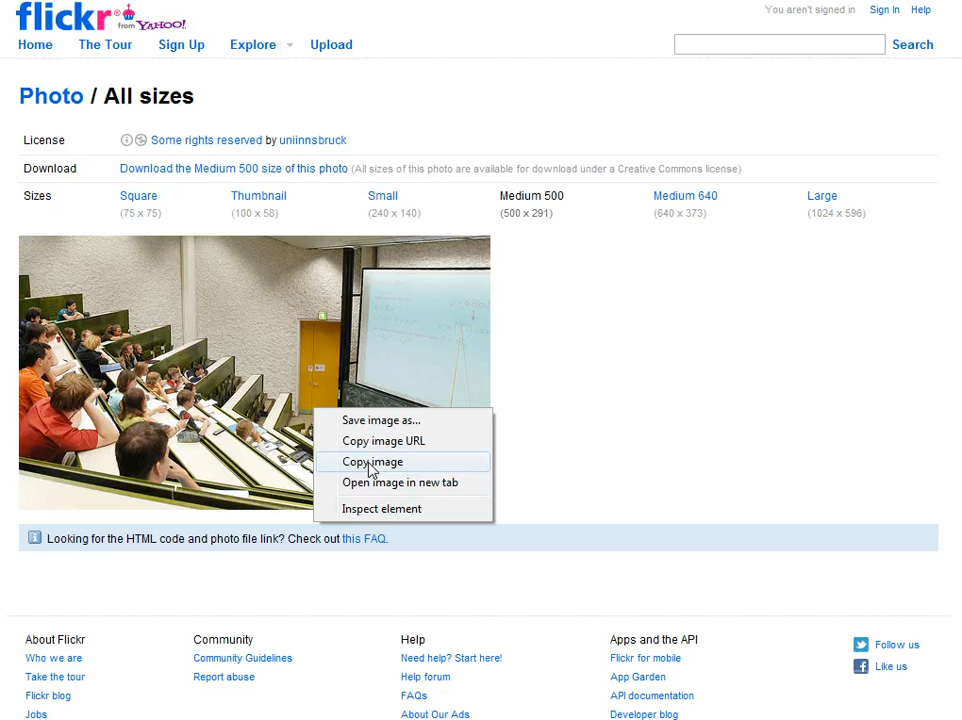 flickr® from YAHOO!
You aren't signed in Sign In Help
Home The Tour Sign Up Explore Upload
Search
Photo / All sizes
License Some rights reserved by uniinnsbruck
Download Download the Medium 500 size of this photo (All sizes of this photo are available for download under a Creative Commons license)
Sizes Square Thumbnail Small Medium 500 Medium 640 Large
(75 x 75) (100 x 58) (240 x 140) (500 x 291) (640 x 373) (1024 x 596)
Save image as...
Copy image URL
Copy image
Open image in new tab
Inspect element
Looking for the HTML code and photo file link? Check out this FAQ.
About Flickr Community Help Apps and the API
Who we are Community Guidelines Need help? Start here! Flickr for mobile Follow us
Take the tour Report abuse Help forum App Garden Like us
Flickr blog FAQs API documentation
Jobs About Our Ads Developer blog